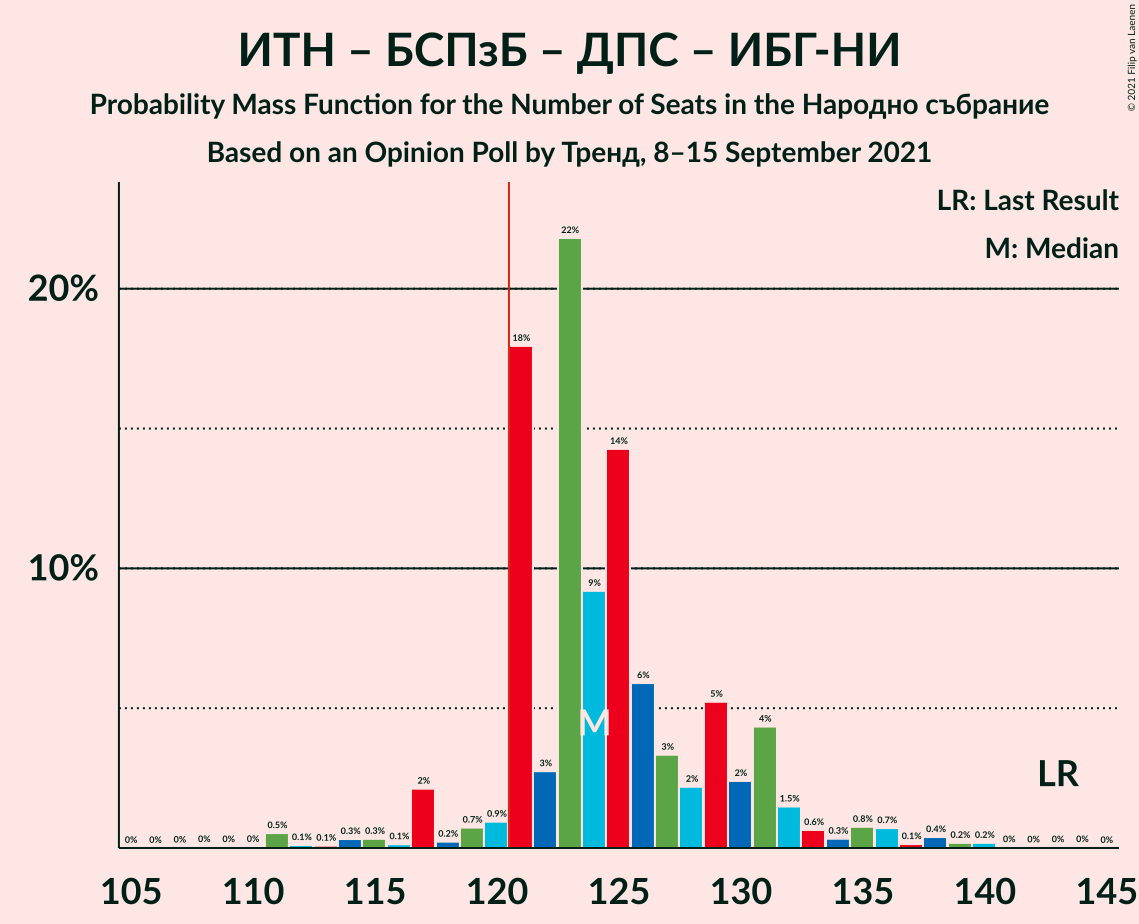 ИТН – БСПзБ – ДПС – ИБГ-НИ
Probability Mass Function for the Number of Seats in the Народно събрание
Based on an Opinion Poll by Тренд, 8–15 September 2021
© 2021 Filip van Laenen
LR: Last Result
M: Median
20%
10%
0% 0% 0% 0% 0% 0% 0.5% 0.1% 0.1% 0.3% 0.3% 0.1% 2% 0.2% 0.7% 0.9% 18% 3% 22% 9% 14% 6% 3% 2% 5% 2% 4% 1.5% 0.6% 0.3% 0.8% 0.7% 0.1% 0.4% 0.2% 0.2% 0% 0% 0% 0% 0%
M
LR
105 110 115 120 125 130 135 140 145